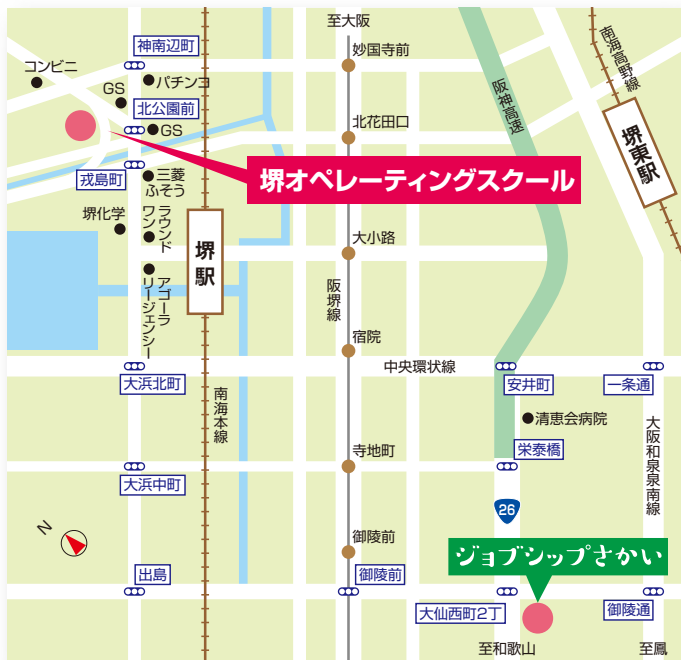 至大阪
神南辺町
妙国寺前
コンビニ
パチンコ
GS
北公園前
GS
北花田口
阪神高速
南海高野線
堺東駅
堺オペレーティングスクール
戎島町
三菱
ふそう
堺化学
ラウンド
ワン
堺駅
大小路
アゴーラ
リージェンシー
阪堺線
宿院
中央環状線
大浜北町
安井町
一条通
南海本線
清恵会病院
大阪和泉泉南線
寺地町
栄泰橋
大浜中町
26
N
御陵前
ジョブシップさかい
出島
御陵前
大仙西町2丁
御陵通
至和歌山
至鳳